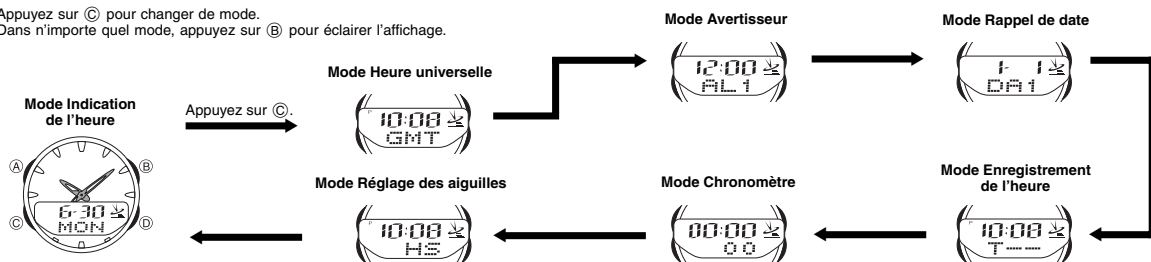 Appuyez sur Ⓒ pour changer de mode.
Dans n’importe quel mode, appuyez sur Ⓑ pour éclairer l’affichage.
Mode Indication
de l’heure
Ⓐ
Ⓑ
Ⓒ
Ⓓ
6-30
MON
Appuyez sur Ⓒ.
Mode Heure universelle
P 10:08
GMT
Mode Avertisseur
12:00
AL1
Mode Rappel de date
1- 1
DA1
Mode Enregistrement
de l’heure
P 10:08
T----
Mode Chronomètre
00:00
00
Mode Réglage des aiguilles
P 10:08
HS